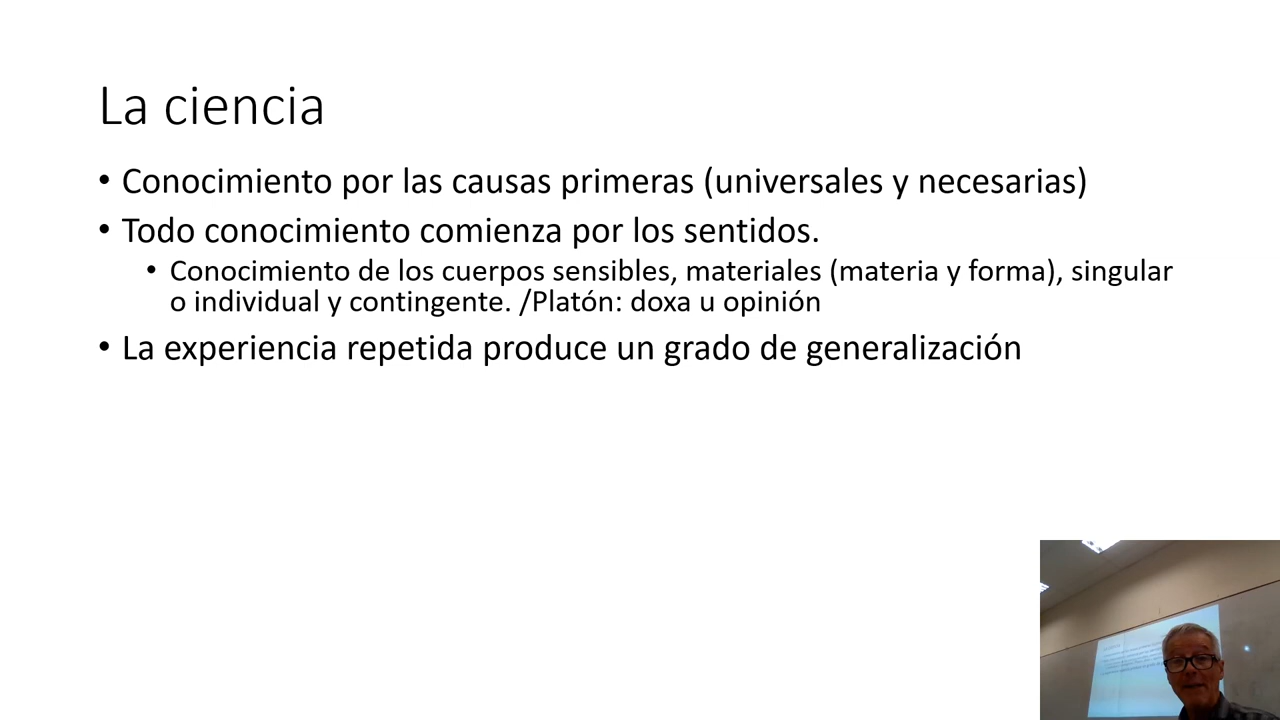 La ciencia
• Conocimiento por las causas primeras (universales y necesarias)
• Todo conocimiento comienza por los sentidos.
• Conocimiento de los cuerpos sensibles, materiales (materia y forma), singular
o individual y contingente. /Platón: doxa u opinión
• La experiencia repetida produce un grado de generalización